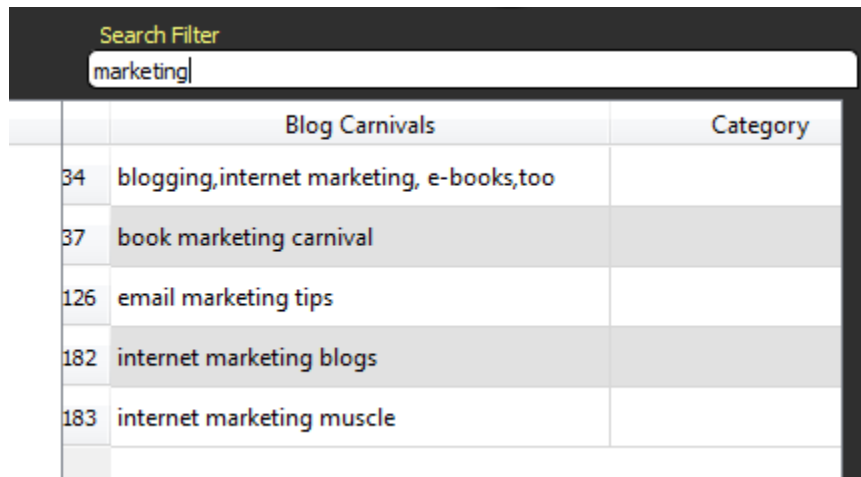 Search Filter
marketing
Blog Carnivals Category
34 blogging,internet marketing, e-books,too
37 book marketing carnival
126 email marketing tips
182 internet marketing blogs
183 internet marketing muscle